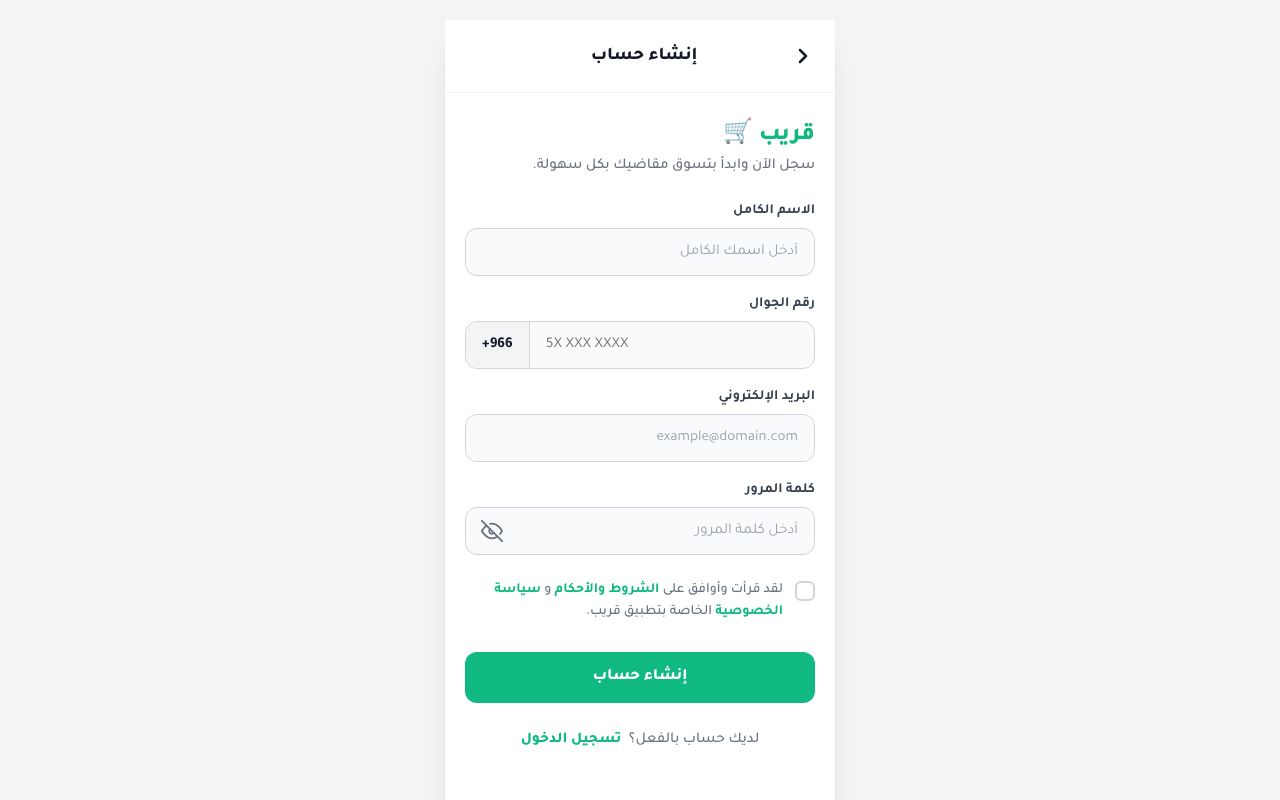 إنشاء حساب
قريب 🛒
سجل الآن وابدأ بتسوق مقاضيك بكل سهولة.
الاسم الكامل
أدخل اسمك الكامل
رقم الجوال
+966 5X XXX XXXX
البريد الإلكتروني
example@domain.com
كلمة المرور
أدخل كلمة المرور
لقد قرأت وأوافق على الشروط والأحكام و سياسة
الخصوصية الخاصة بتطبيق قريب.
إنشاء حساب
لديك حساب بالفعل؟ تسجيل الدخول